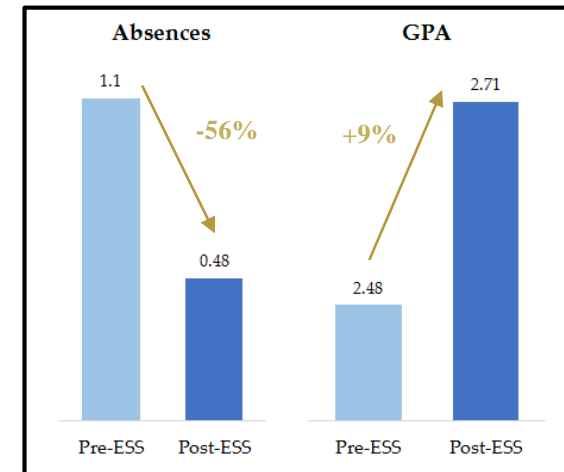 Absences
GPA
1.1
2.71
-56%
+9%
0.48
2.48
Pre-ESS
Post-ESS
Pre-ESS
Post-ESS